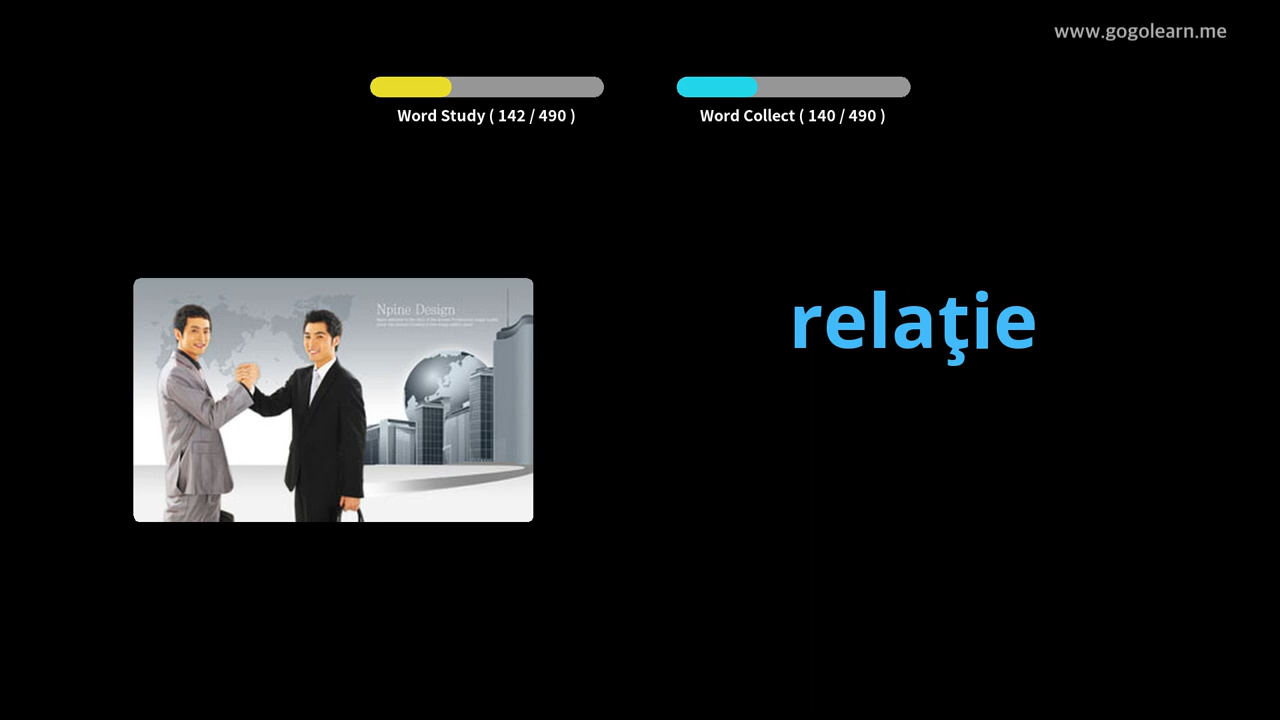 www.gogolearn.me
Word Study ( 142 / 490 )
Word Collect ( 140 / 490 )
Npine Design
relaţie